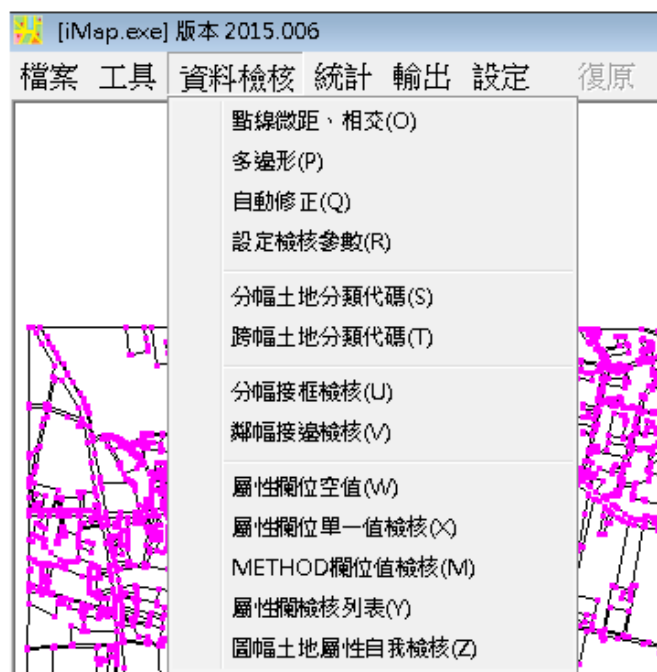 [iMap.exe] 版本 2015.006
檔案 工具 資料檢核 統計 輸出 設定 復原
點線微距、相交(O)
多邊形(P)
自動修正(Q)
設定檢核參數(R)
分幅土地分類代碼(S)
跨幅土地分類代碼(T)
分幅接框檢核(U)
鄰幅接邊檢核(V)
屬性欄位空值(W)
屬性欄位單一值檢核(X)
METHOD欄位值檢核(M)
屬性欄檢核列表(Y)
圖幅土地屬性自我檢核(Z)